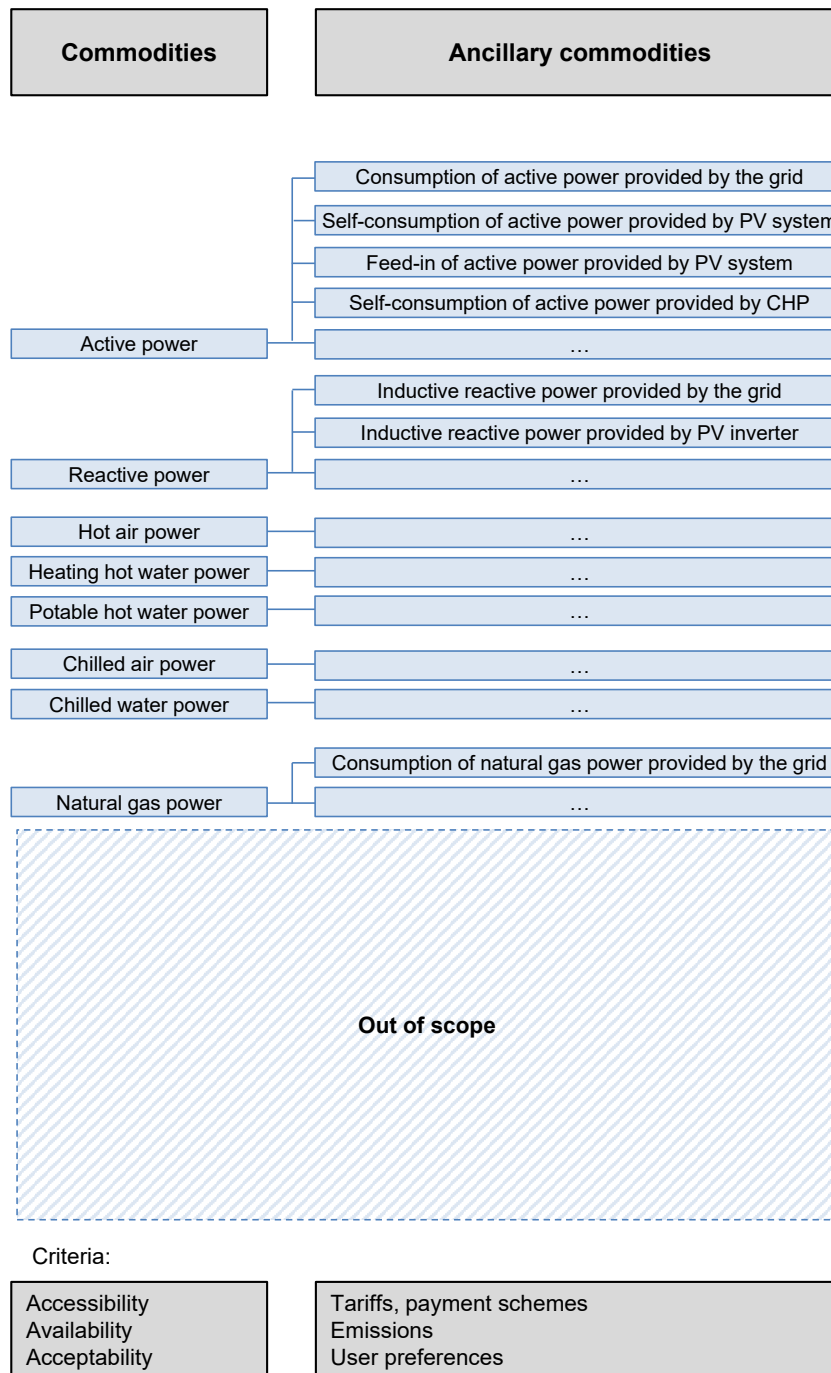 Commodities
Ancillary commodities
Consumption of active power provided by the grid
Self-consumption of active power provided by PV system
Feed-in of active power provided by PV system
Self-consumption of active power provided by CHP
Active power
…
Inductive reactive power provided by the grid
Inductive reactive power provided by PV inverter
Reactive power
…
Hot air power
…
Heating hot water power
…
Potable hot water power
…
Chilled air power
…
Chilled water power
…
Consumption of natural gas power provided by the grid
Natural gas power
…
Out of scope
Criteria:
Accessibility
Availability
Acceptability
Tariffs, payment schemes
Emissions
User preferences